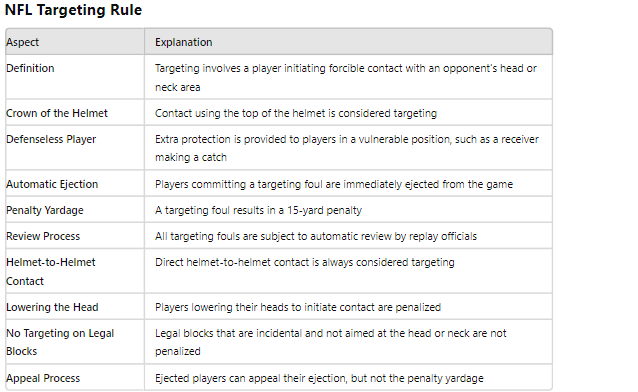 NFL Targeting Rule
Aspect Explanation
Definition Targeting involves a player initiating forcible contact with an opponent's head or
neck area
Crown of the Helmet Contact using the top of the helmet is considered targeting
Defenseless Player Extra protection is provided to players in a vulnerable position, such as a receiver
making a catch
Automatic Ejection Players committing a targeting foul are immediately ejected from the game
Penalty Yardage A targeting foul results in a 15-yard penalty
Review Process All targeting fouls are subject to automatic review by replay officials
Helmet-to-Helmet Direct helmet-to-helmet contact is always considered targeting
Contact
Lowering the Head Players lowering their heads to initiate contact are penalized
No Targeting on Legal Legal blocks that are incidental and not aimed at the head or neck are not
Blocks penalized
Appeal Process Ejected players can appeal their ejection, but not the penalty yardage